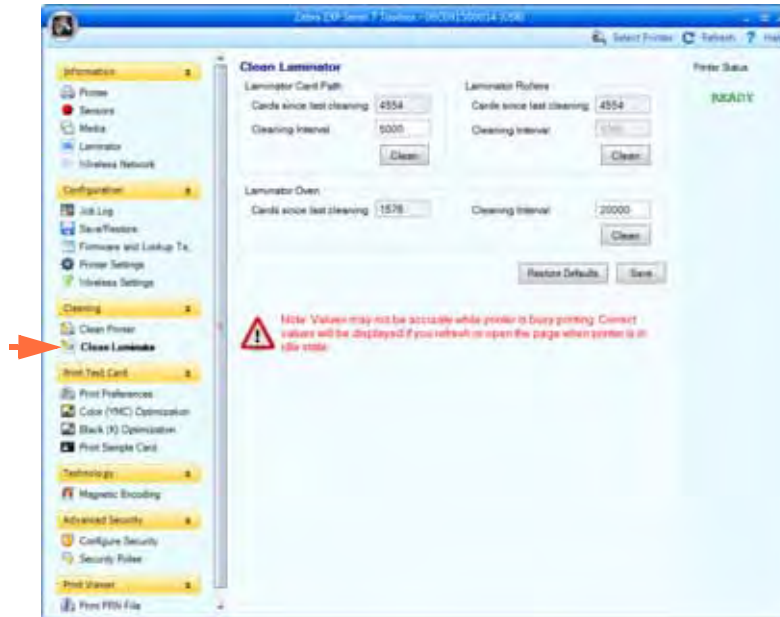 Zebra ZXP Series 7 Toolbox -
Select Printer Refresh ?
Information
Printer
Sensors
Media
Laminator
Wireless Network
Configuration
Job Log
Save/Restore
Firmware and Lookup Ta..
Printer Settings
Wireless Settings
Cleaning
Clean Printer
Clean Laminator
Print Test Card
Print Preferences
Color (YMC) Optimization
Black (K) Optimization
Print Sample Card
Technology
Magnetic Encoding
Advanced Security
Configure Security
Security Roles
Print Viewer
Print PRN File
Clean Laminator
Laminator Card Path
Cards since last cleaning 4554
Cleaning Interval 5000
Clean
Laminator Rollers
Cards since last cleaning 4554
Cleaning Interval
Clean
Laminator Oven
Cards since last cleaning 1576
Cleaning Interval 20000
Clean
Restore Defaults Save
Note: Values may not be accurate while printer is busy printing. Correct
values will be displayed if you refresh or open the page when printer is in
idle state.
Printer Status
READY